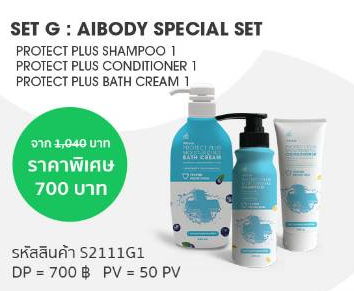 SET G : AIBODY SPECIAL SET
PROTECT PLUS SHAMPOO 1
PROTECT PLUS CONDITIONER 1
PROTECT PLUS BATH CREAM 1
จาก 1,040 บาท
ราคาพิเศษ
700 บาท
PROTECT PLUS
MOISTURIZING
BATH CREAM
รหัสสินค้า S2111G1
DP = 700 ฿ PV = 50 PV